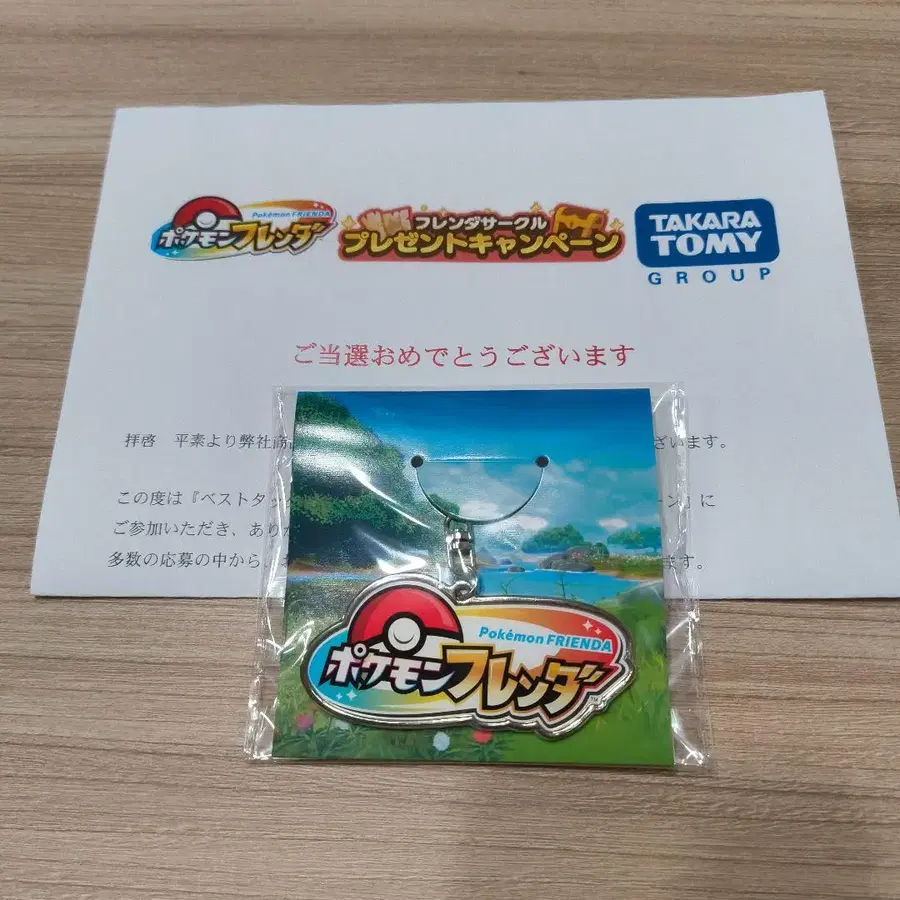 Pokémon FRIENDA
ポケモンフレンダ
フレンダサークル
プレゼントキャンペーン
TAKARA
TOMY
GROUP
ご当選おめでとうございます
拝啓 平素より弊社商 ざいます。
この度は『ベストタッ ーン』に
ご参加いただき、あり
多数の応募の中から ます。
Pokémon FRIENDA
ポケモンフレンダ
TM